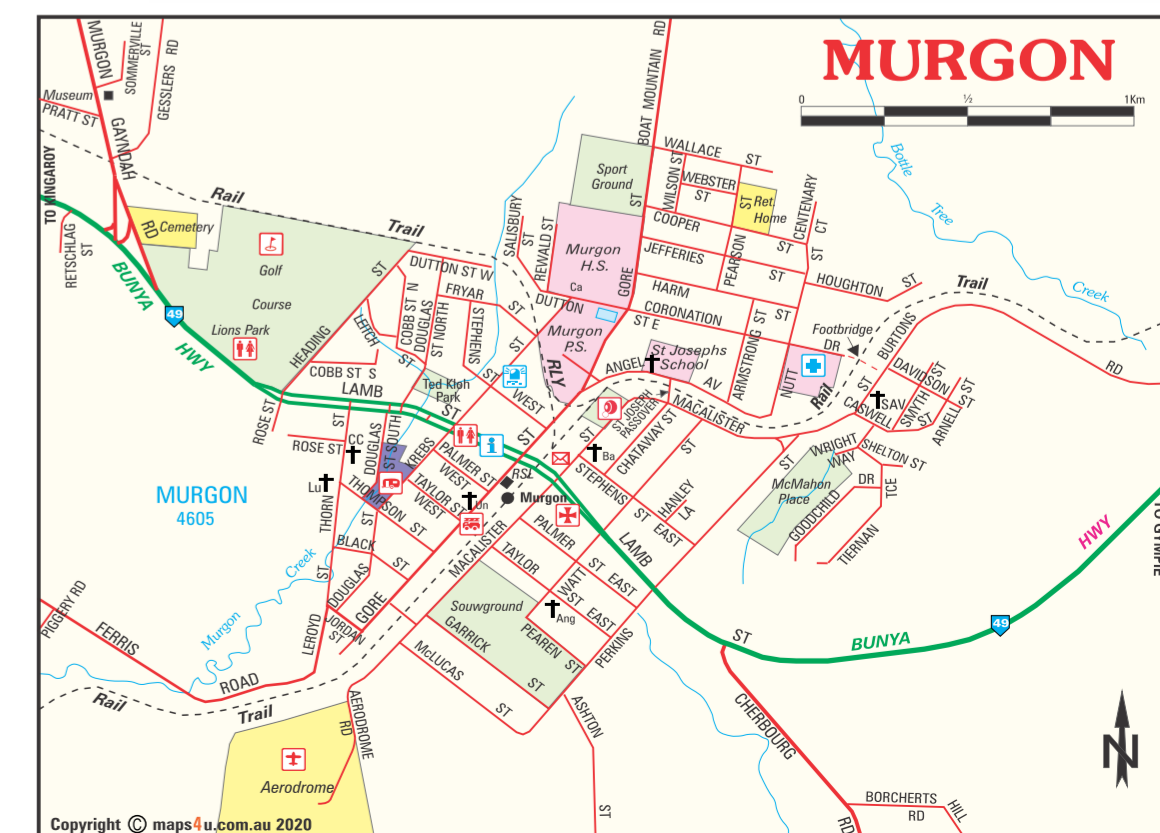 MURGON
0 ½ 1Km
MURGON
SOMMERVILLE
ST
GESSLERS RD
Museum
PRATT ST
GAYNDAH
RD
TO KINGAROY
RETSCHLAG
ST
Cemetery
Rail
Trail
BUNYA
49
HWY
Golf
Course
Lions Park
HEADING
ST
BOAT MOUNTAIN RD
Sport
Ground
WALLACE ST
WILSON ST
WEBSTER
ST
ST
Ret.
Home
COOPER
ST
CENTENARY
CT
ST
JEFFERIES
ST
PEARSON
HOUGHTON ST
HARM
CORONATION
ST
ST
ARMSTRONG
GORE
ST
Murgon
H.S.
Ca
SALISBURY
ST
REWALD ST
DUTTON
ST E
Murgon
P.S.
DUTTON ST W
FRYAR
ST
COBB ST N
DOUGLAS
ST NORTH
STEPHENS
ST
LEITCH
ST
COBB ST S
LAMB
ST
Ted Kloh
Park
ST
WEST
ST
RLY
ANGEL
AV
St Josephs
School
ST JOSEPH
PASSOVER
MACALISTER
ST
NUTT
Footbridge
DR
Rail
Trail
BURTONS
RD
DAVIDSON
ST
ST
CASWELL
SAV
SMYTH
ST
ARNELL
ST
Bottle
Tree
Creek
ROSE ST
ROSE ST
CC
ST
Lu
THORN
ST
DOUGLAS
ST SOUTH
KREBS
PALMER ST
WEST
TAYLOR ST
WEST
THOMPSON
ST
ST
Un
RSL
Murgon
ST
Ba
CHATAWAY ST
STEPHENS
ST
EAST
HANLEY
LA
ST
WRIGHT
WAY
SHELTON ST
McMahon
Place
DR
TCE
GOODCHILD
TIERNAN
MURGON
4605
BLACK
ST
DOUGLAS
JORDAN
ST
LEROYD
GORE
MACALISTER
TAYLOR
PALMER
ST
EAST
LAMB
WATT
ST
ST
EAST
Ang
PEAREN
ST
PERKINS
Souwground
GARRICK
ST
McLUCAS
ST
ASHTON
ST
Murgon
Creek
PIGGERY RD
FERRIS
ROAD
Rail
Trail
AERODROME
RD
Aerodrome
ST
BUNYA
49
HWY
TO GYMPIE
CHERBOURG
RD
BORCHERTS
RD
HILL
N
Copyright © maps4u.com.au 2020